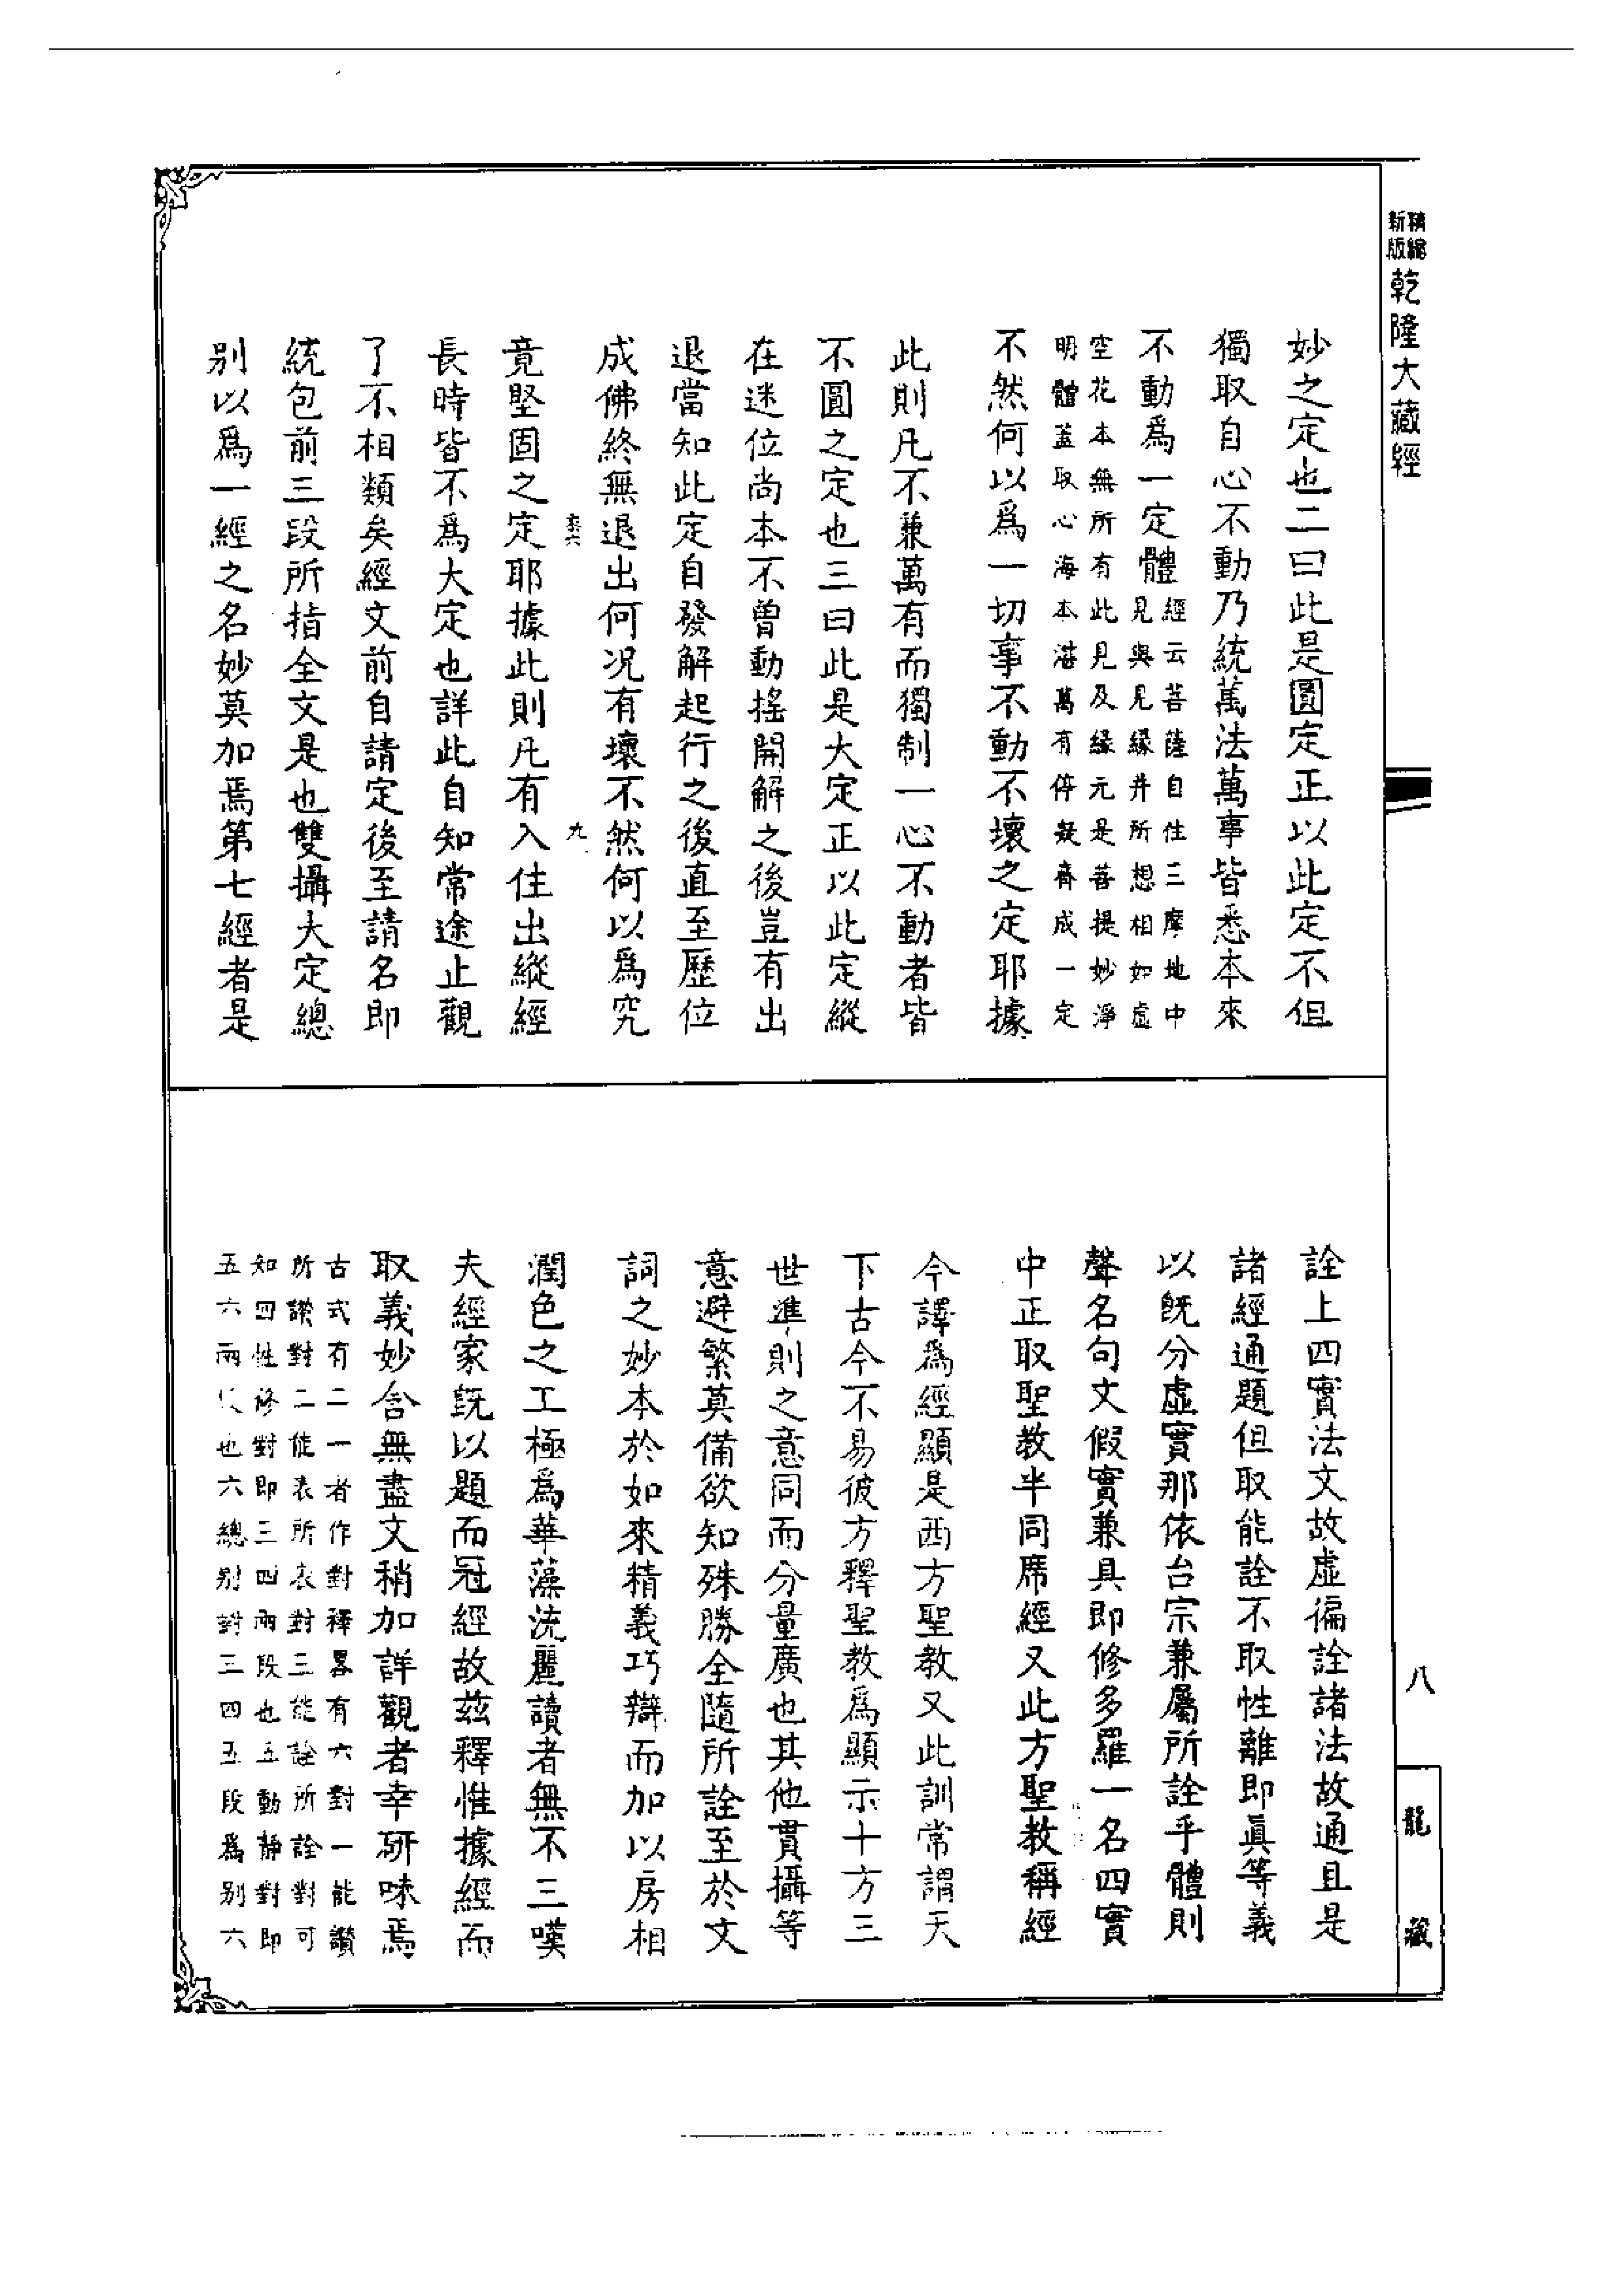 精縮
新版
乾隆大藏經
妙之定也二曰此是圓定正以此定不但
獨取自心不動乃統萬法萬事皆悉本來
不動爲一定體經云菩薩自住三摩地中
見與見緣并所想相如虛
空花本無所有此見及緣元是菩提妙淨
明體蓋取心海本湛萬有停凝齊成一定
不然何以爲一切事不動不壞之定耶據
此則凡不兼萬有而獨制一心不動者皆
不圓之定也三曰此是大定正以此定縱
在迷位尚本不曾動搖開解之後豈有出
退當知此定自發解起行之後直至歷位
成佛終無退出何況有壞不然何以爲究
九
竟堅固之定耶據此則凡有入住出縱經
長時皆不爲大定也詳此自知常途止觀
了不相類矣經文前自請定後至請名即
統包前三段所指全文是也雙攝大定總
別以爲一經之名妙莫加焉第七經者是
詮上四實法文故虛偏詮諸法故通且是
諸經通題但取能詮不取性離即眞等義
以旣分虛實那依台宗兼屬所詮乎體則
聲名句文假實兼具即修多羅一名四實
中正取聖教半同席經又此方聖教稱經
今譯爲經顯是西方聖教又此訓常謂天
下古今不易彼方釋聖教爲顯示十方三
世準則之意同而分量廣也其他貫攝等
意避繁莫備欲知殊勝全隨所詮至於文
詞之妙本於如來精義巧辯而加以房相
潤色之工極爲華藻流麗讀者無不三嘆
夫經家旣以題而冠經故茲釋惟據經而
取義妙含無盡文稍加詳觀者幸研味焉
古式有二一者作對釋畧有六對一能讚
所讚對二能表所表對三能詮所詮對可
知四性修對即三四兩段也五動靜對即
五六兩段也六總別對三四五段爲別六
八
龍藏